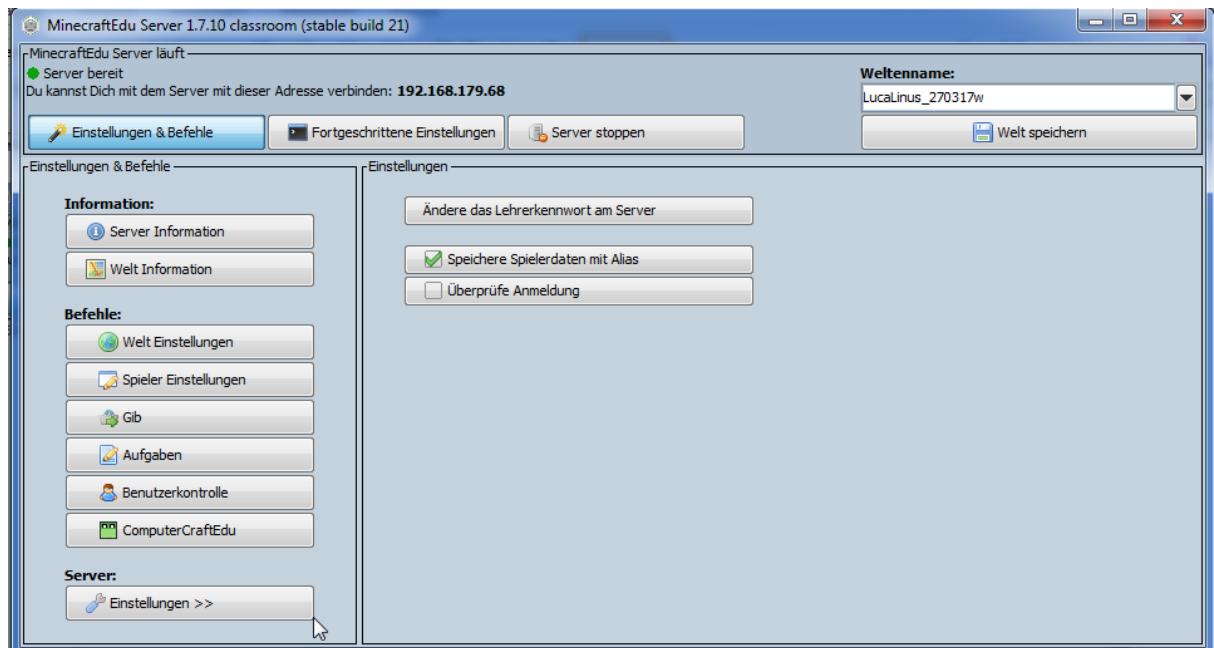 MinecraftEdu Server 1.7.10 classroom (stable build 21)
MinecraftEdu Server läuft
Server bereit
Du kannst Dich mit dem Server mit dieser Adresse verbinden: 192.168.179.68
Weltenname:
LucaLinus_270317w
Einstellungen & Befehle
Fortgeschrittene Einstellungen
Server stoppen
Welt speichern
Einstellungen & Befehle
Information:
Server Information
Welt Information
Befehle:
Welt Einstellungen
Spieler Einstellungen
Gib
Aufgaben
Benutzerkontrolle
ComputerCraftEdu
Server:
Einstellungen >>
Einstellungen
Ändere das Lehrerkennwort am Server
Speichere Spielerdaten mit Alias
Überprüfe Anmeldung